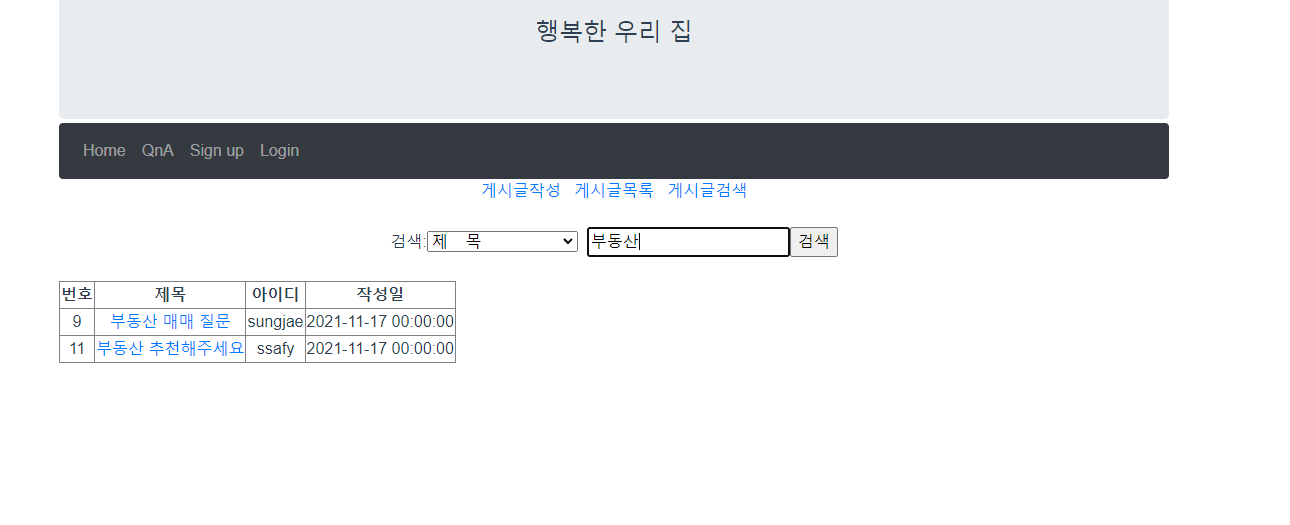 행복한 우리 집
Home QnA Sign up Login
게시글작성 게시글목록 게시글검색
검색: 제 목 부동산 검색
번호 제목 아이디 작성일
9 부동산 매매 질문 sungjae 2021-11-17 00:00:00
11 부동산 추천해주세요 ssafy 2021-11-17 00:00:00